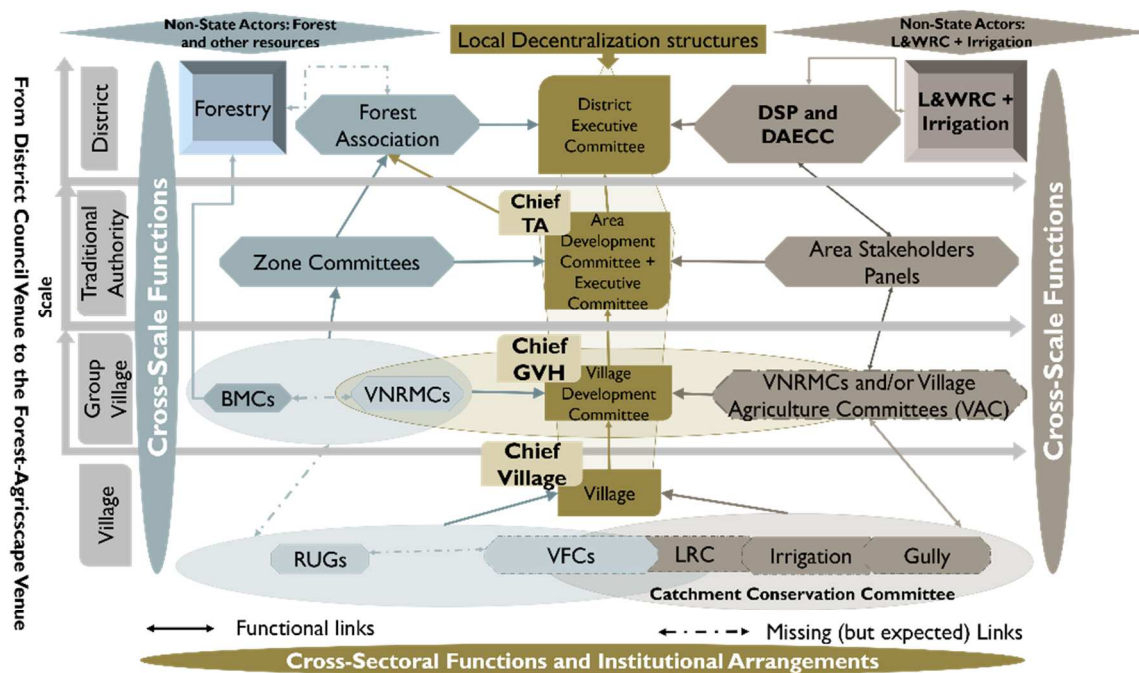 Non-State Actors: Forest
and other resources
Local Decentralization structures
Non-State Actors:
L&WRC + Irrigation
From District Council Venue to the Forest-Agricscape Venue
Scale
District
Traditional
Authority
Group
Village
Village
Cross-Scale Functions
Forestry
Forest
Association
District
Executive
Committee
DSP and
DAECC
L&WRC +
Irrigation
Cross-Scale Functions
Chief
TA
Zone Committees
Area
Development
Committee +
Executive
Committee
Area Stakeholders
Panels
Chief
GVH
BMCs
VNRMCs
Village
Development
Committee
VNRMCs and/or Village
Agriculture Committees (VAC)
Chief
Village
Village
RUGs
VFCs
LRC
Irrigation
Gully
Catchment Conservation Committee
Functional links
Missing (but expected) Links
Cross-Sectoral Functions and Institutional Arrangements